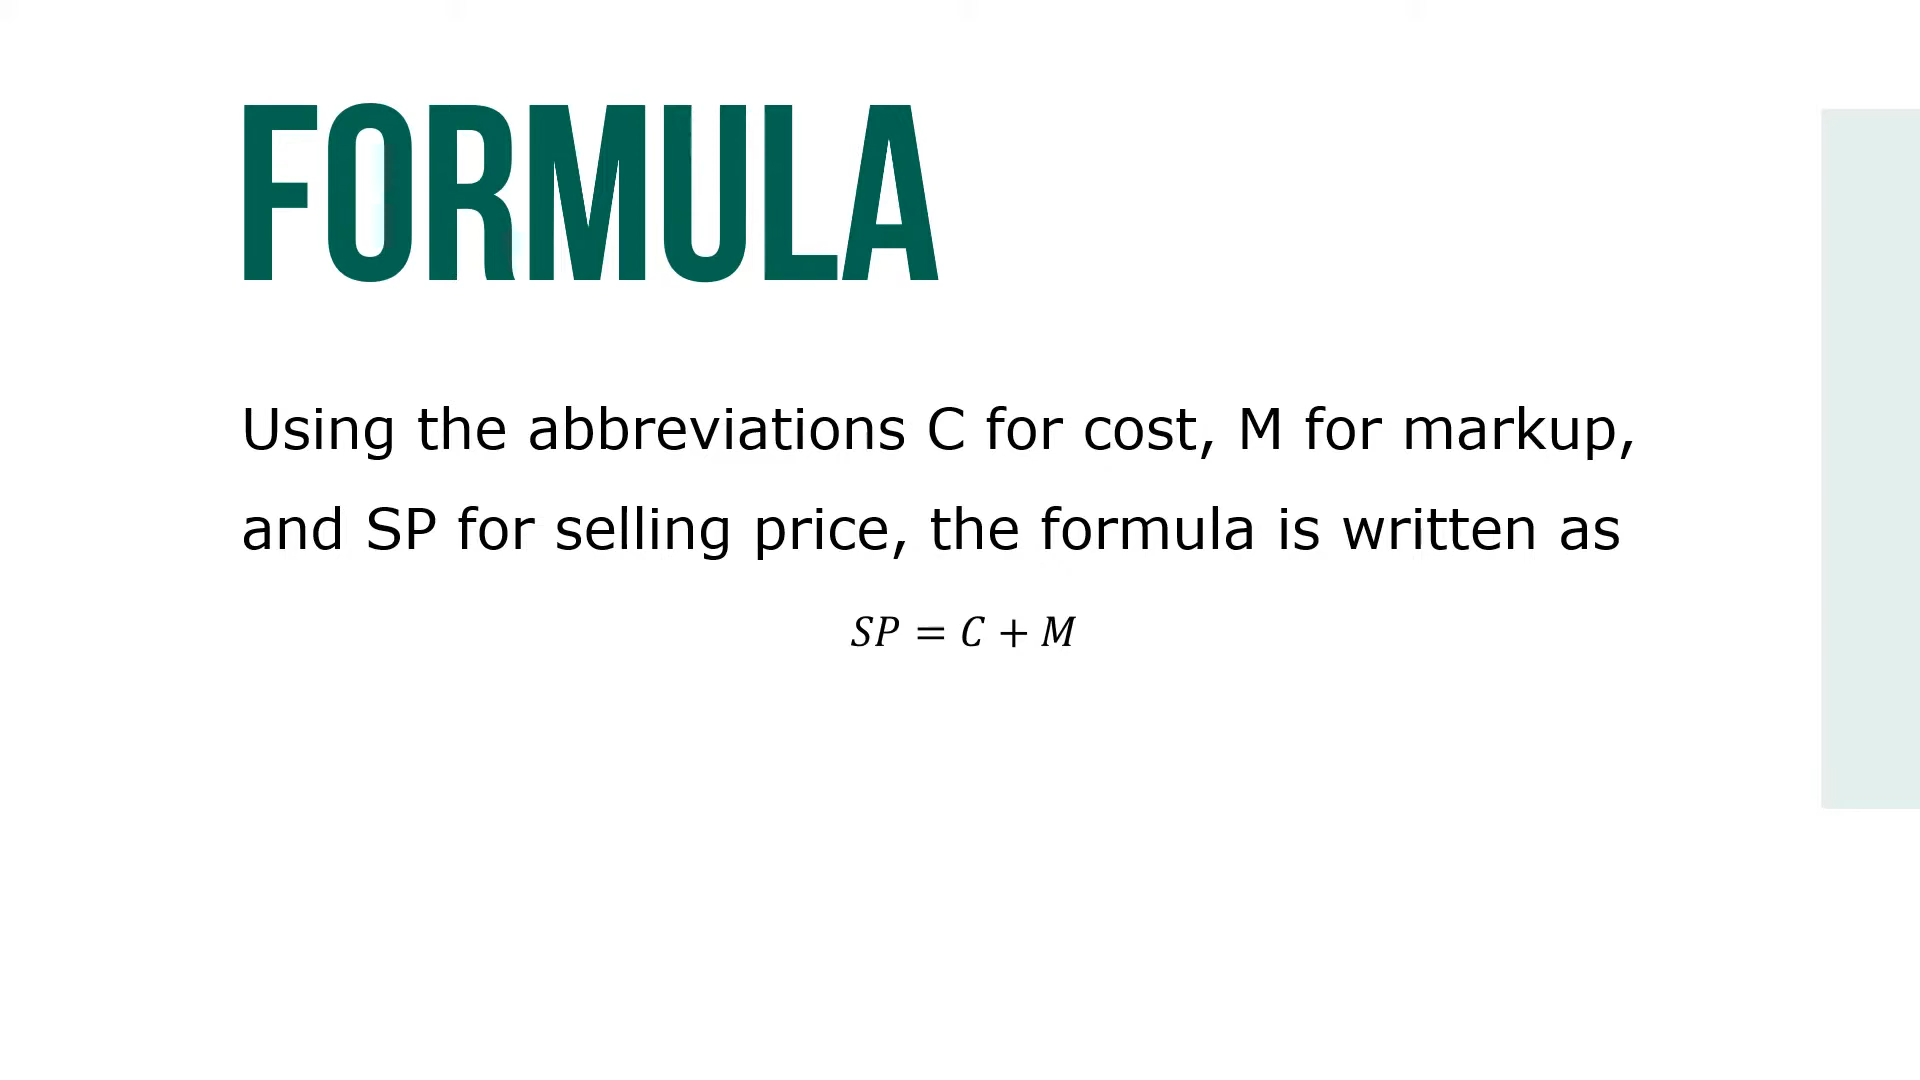 FORMULA
Using the abbreviations C for cost, M for markup,
and SP for selling price, the formula is written as
SP = C + M